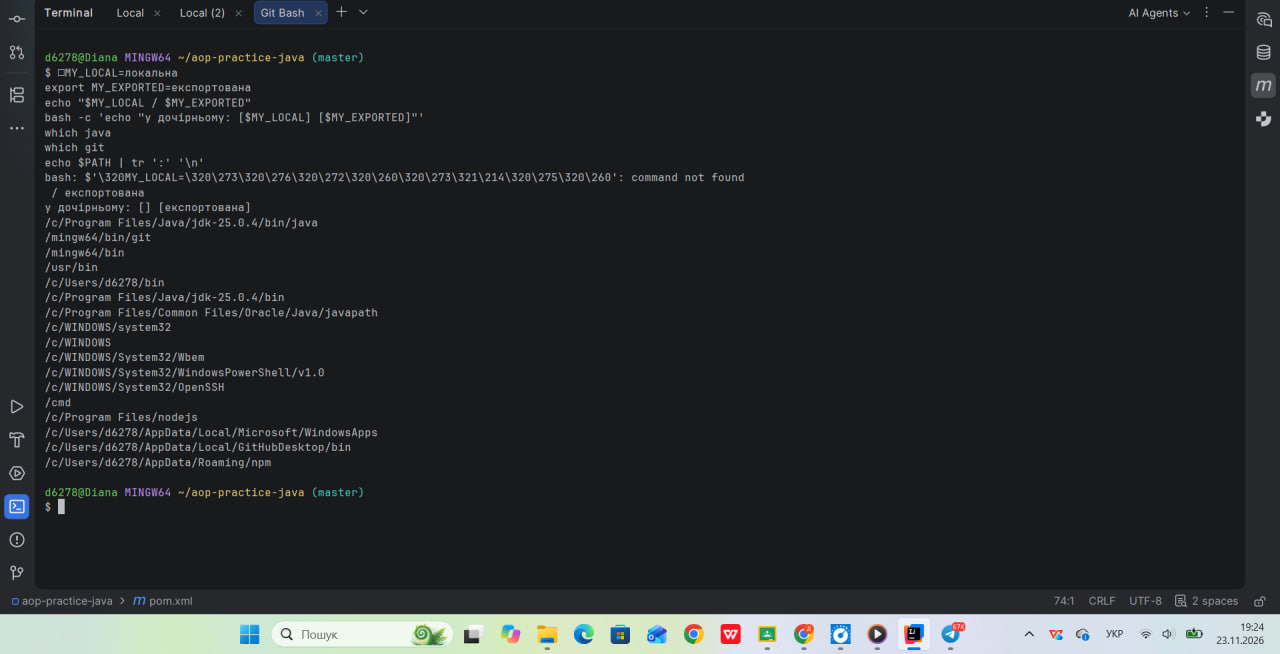 Terminal Local Local (2) Git Bash AI Agents
d6278@Diana MINGW64 ~/aop-practice-java (master)
$ □MY_LOCAL=локальна
export MY_EXPORTED=експортована
echo "$MY_LOCAL / $MY_EXPORTED"
bash -c 'echo "у дочірньому: [$MY_LOCAL] [$MY_EXPORTED]"'
which java
which git
echo $PATH | tr ':' '\n'
bash: $'\320MY_LOCAL=\320\273\320\276\320\272\320\260\320\273\321\214\320\275\320\260': command not found
/ експортована
у дочірньому: [] [експортована]
/c/Program Files/Java/jdk-25.0.4/bin/java
/mingw64/bin/git
/mingw64/bin
/usr/bin
/c/Users/d6278/bin
/c/Program Files/Java/jdk-25.0.4/bin
/c/Program Files/Common Files/Oracle/Java/javapath
/c/WINDOWS/system32
/c/WINDOWS
/c/WINDOWS/System32/Wbem
/c/WINDOWS/System32/WindowsPowerShell/v1.0
/c/WINDOWS/System32/OpenSSH
/cmd
/c/Program Files/nodejs
/c/Users/d6278/AppData/Local/Microsoft/WindowsApps
/c/Users/d6278/AppData/Local/GitHubDesktop/bin
/c/Users/d6278/AppData/Roaming/npm
d6278@Diana MINGW64 ~/aop-practice-java (master)
$
aop-practice-java > m pom.xml 74:1 CRLF UTF-8 2 spaces
Пошук 67K УКР 19:24
23.11.2026